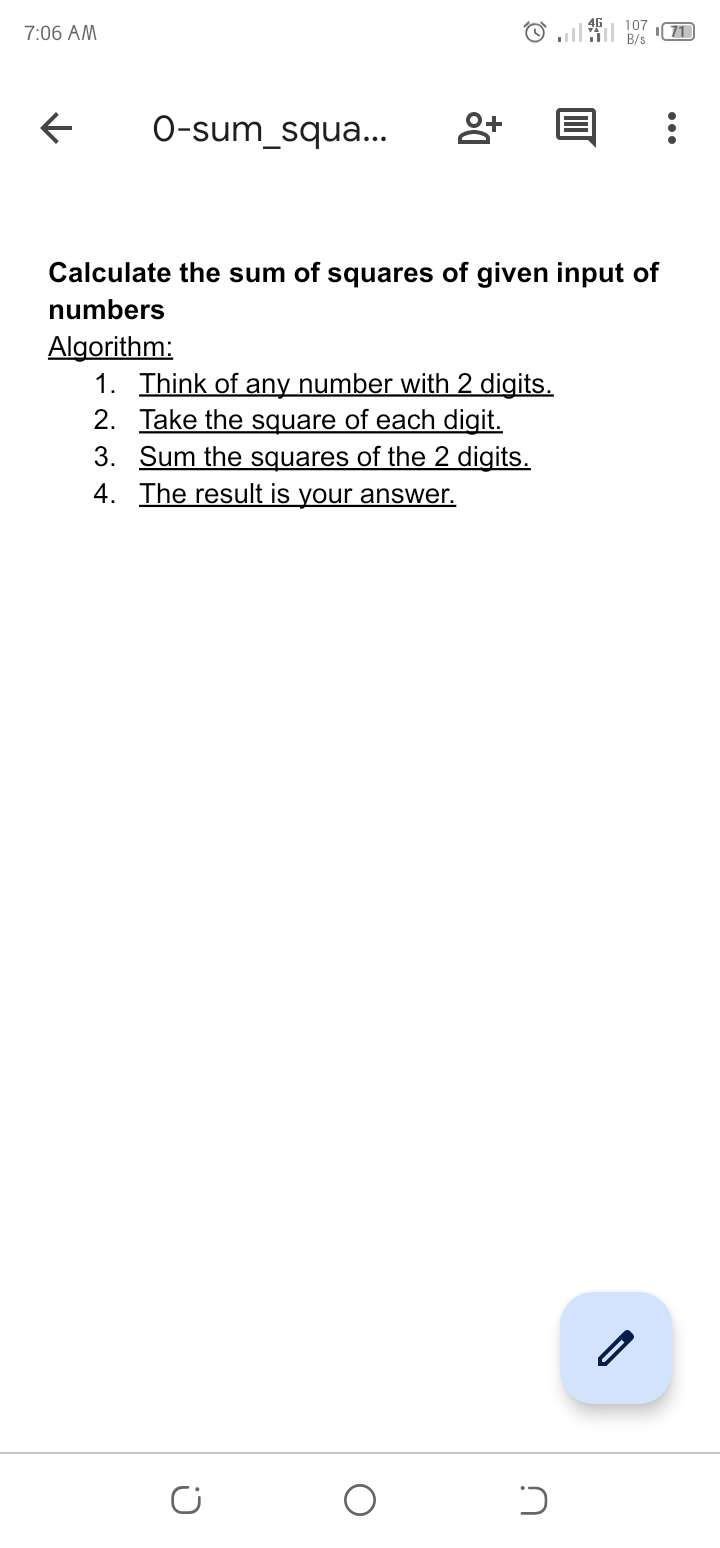 7:06 AM 4G 107 B/s 71
0-sum_squa...
Calculate the sum of squares of given input of
numbers
Algorithm:
1. Think of any number with 2 digits.
2. Take the square of each digit.
3. Sum the squares of the 2 digits.
4. The result is your answer.